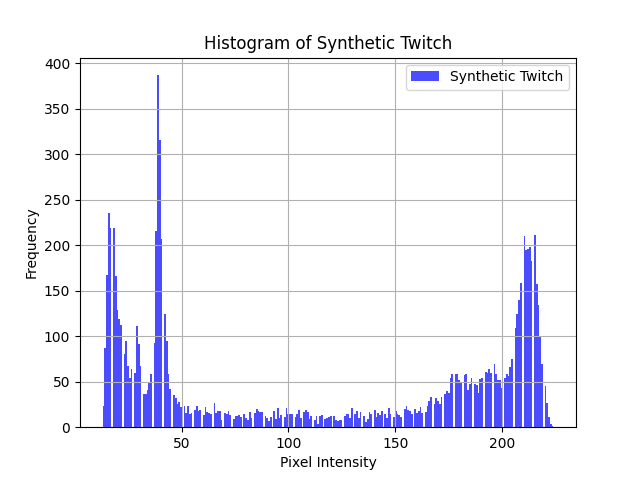 Histogram of Synthetic Twitch
Synthetic Twitch
400
350
300
250
200
150
100
50
0
Frequency
50 100 150 200
Pixel Intensity